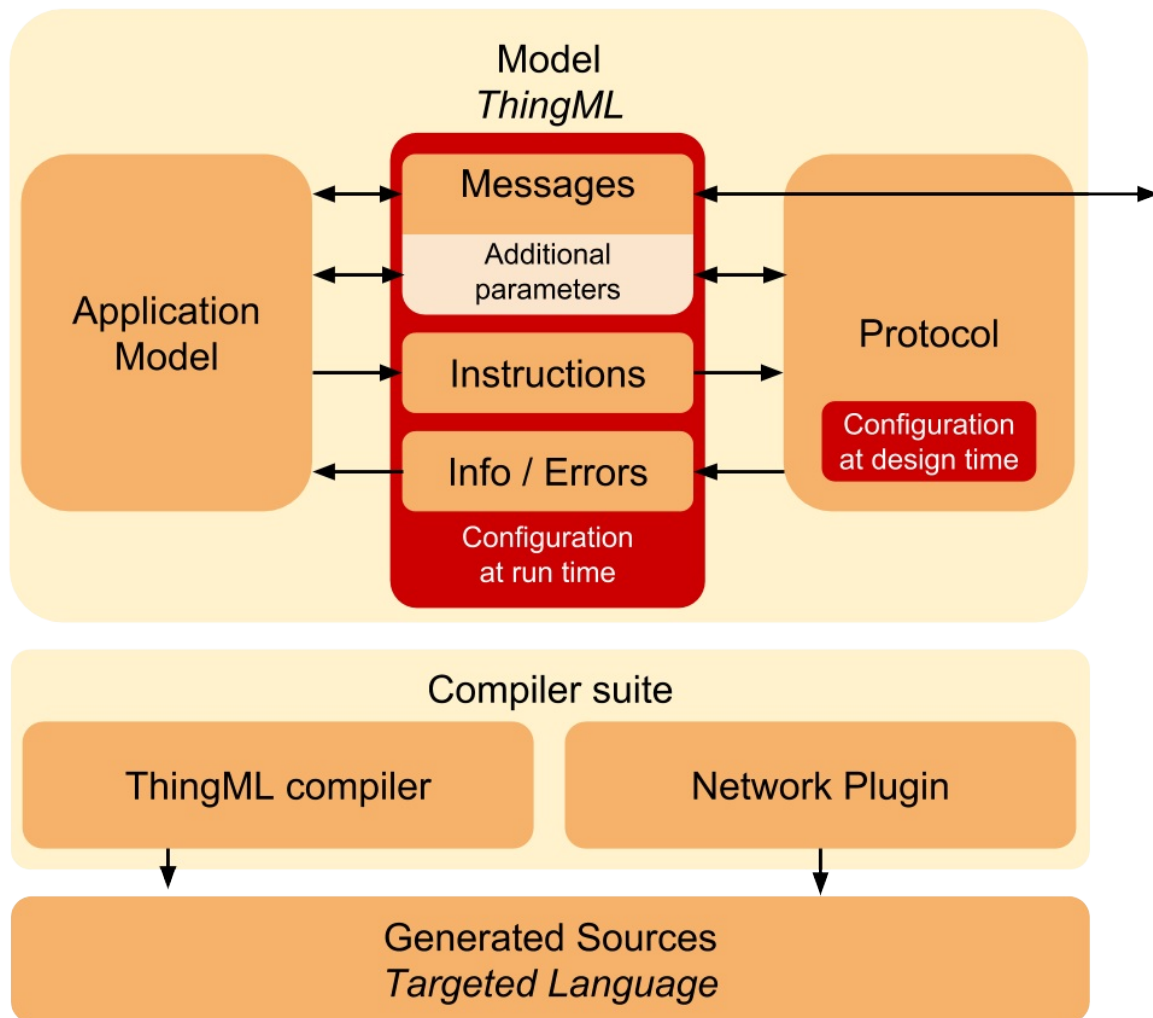 Model
ThingML
Messages
Additional
parameters
Application
Model
Instructions
Info / Errors
Configuration
at run time
Protocol
Configuration
at design time
Compiler suite
ThingML compiler
Network Plugin
Generated Sources
Targeted Language